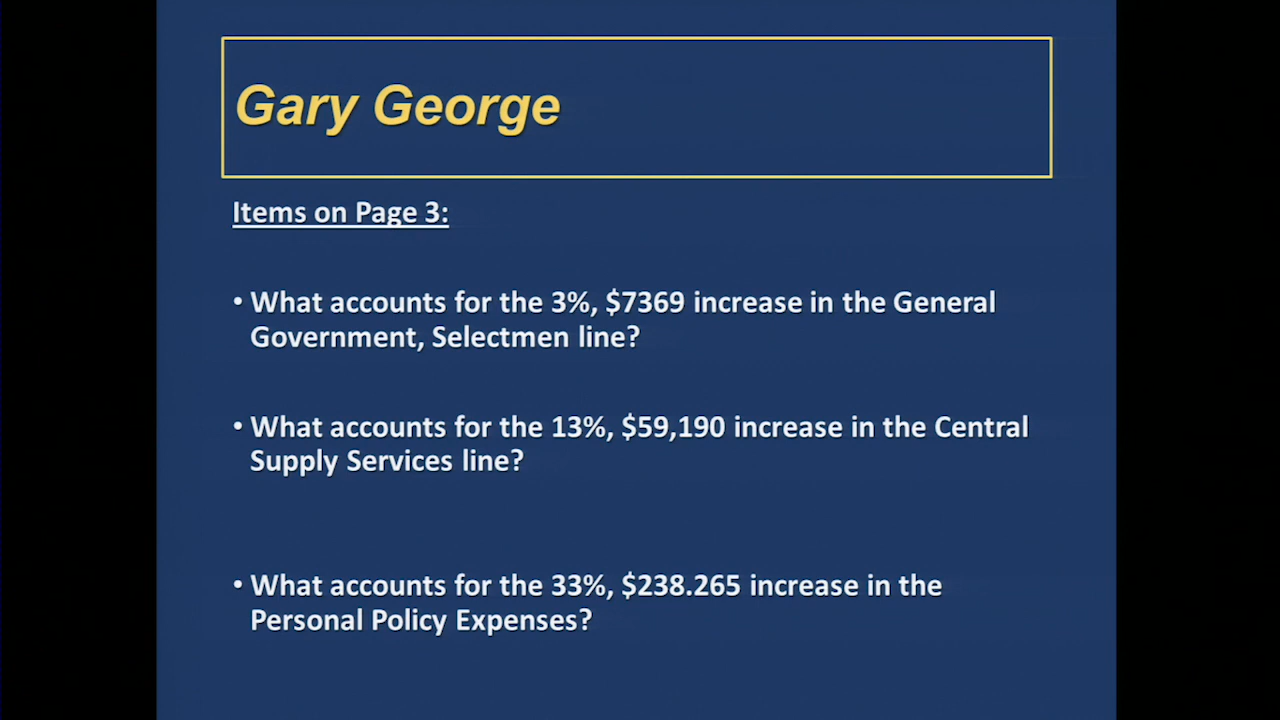 Gary George
Items on Page 3:
• What accounts for the 3%, $7369 increase in the General
Government, Selectmen line?
• What accounts for the 13%, $59,190 increase in the Central
Supply Services line?
• What accounts for the 33%, $238.265 increase in the
Personal Policy Expenses?